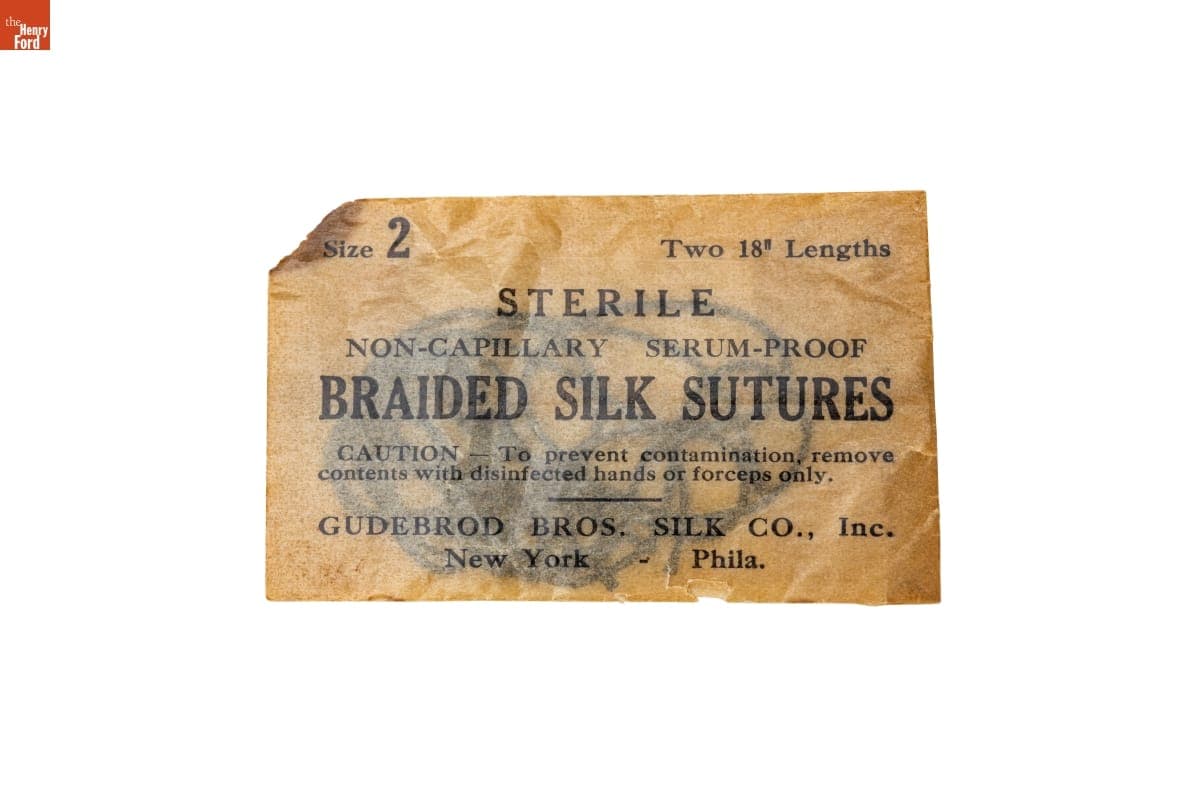 the
Henry
Ford
Size 2 Two 18" Lengths
STERILE
NON-CAPILLARY SERUM-PROOF
BRAIDED SILK SUTURES
CAUTION — To prevent contamination, remove
contents with disinfected hands or forceps only.
GUDEBROD BROS. SILK CO., Inc.
New York - Phila.